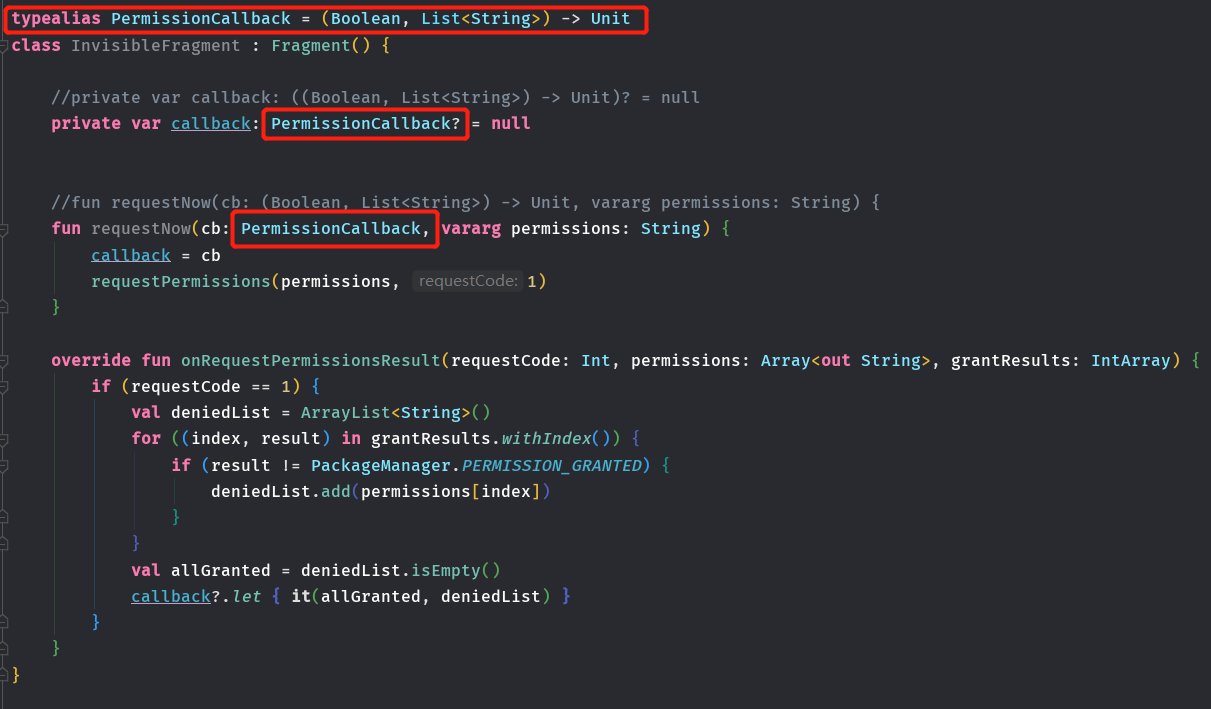 typealias PermissionCallback = (Boolean, List<String>) -> Unit
class InvisibleFragment : Fragment() {
//private var callback: ((Boolean, List<String>) -> Unit)? = null
private var callback: PermissionCallback? = null
//fun requestNow(cb: (Boolean, List<String>) -> Unit, vararg permissions: String) {
fun requestNow(cb: PermissionCallback, vararg permissions: String) {
callback = cb
requestPermissions(permissions, requestCode: 1)
}
override fun onRequestPermissionsResult(requestCode: Int, permissions: Array<out String>, grantResults: IntArray) {
if (requestCode == 1) {
val deniedList = ArrayList<String>()
for ((index, result) in grantResults.withIndex()) {
if (result != PackageManager.PERMISSION_GRANTED) {
deniedList.add(permissions[index])
}
}
val allGranted = deniedList.isEmpty()
callback?.let { it(allGranted, deniedList) }
}
}
}